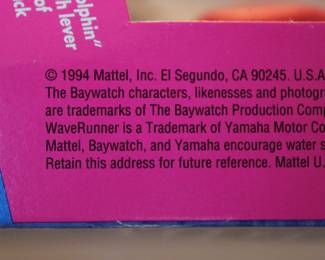 dolphin"
h lever
of
ck
© 1994 Mattel, Inc. El Segundo, CA 90245. U.S.A
The Baywatch characters, likenesses and photogr
are trademarks of The Baywatch Production Comp
WaveRunner is a Trademark of Yamaha Motor Co
Mattel, Baywatch, and Yamaha encourage water s
Retain this address for future reference. Mattel U.